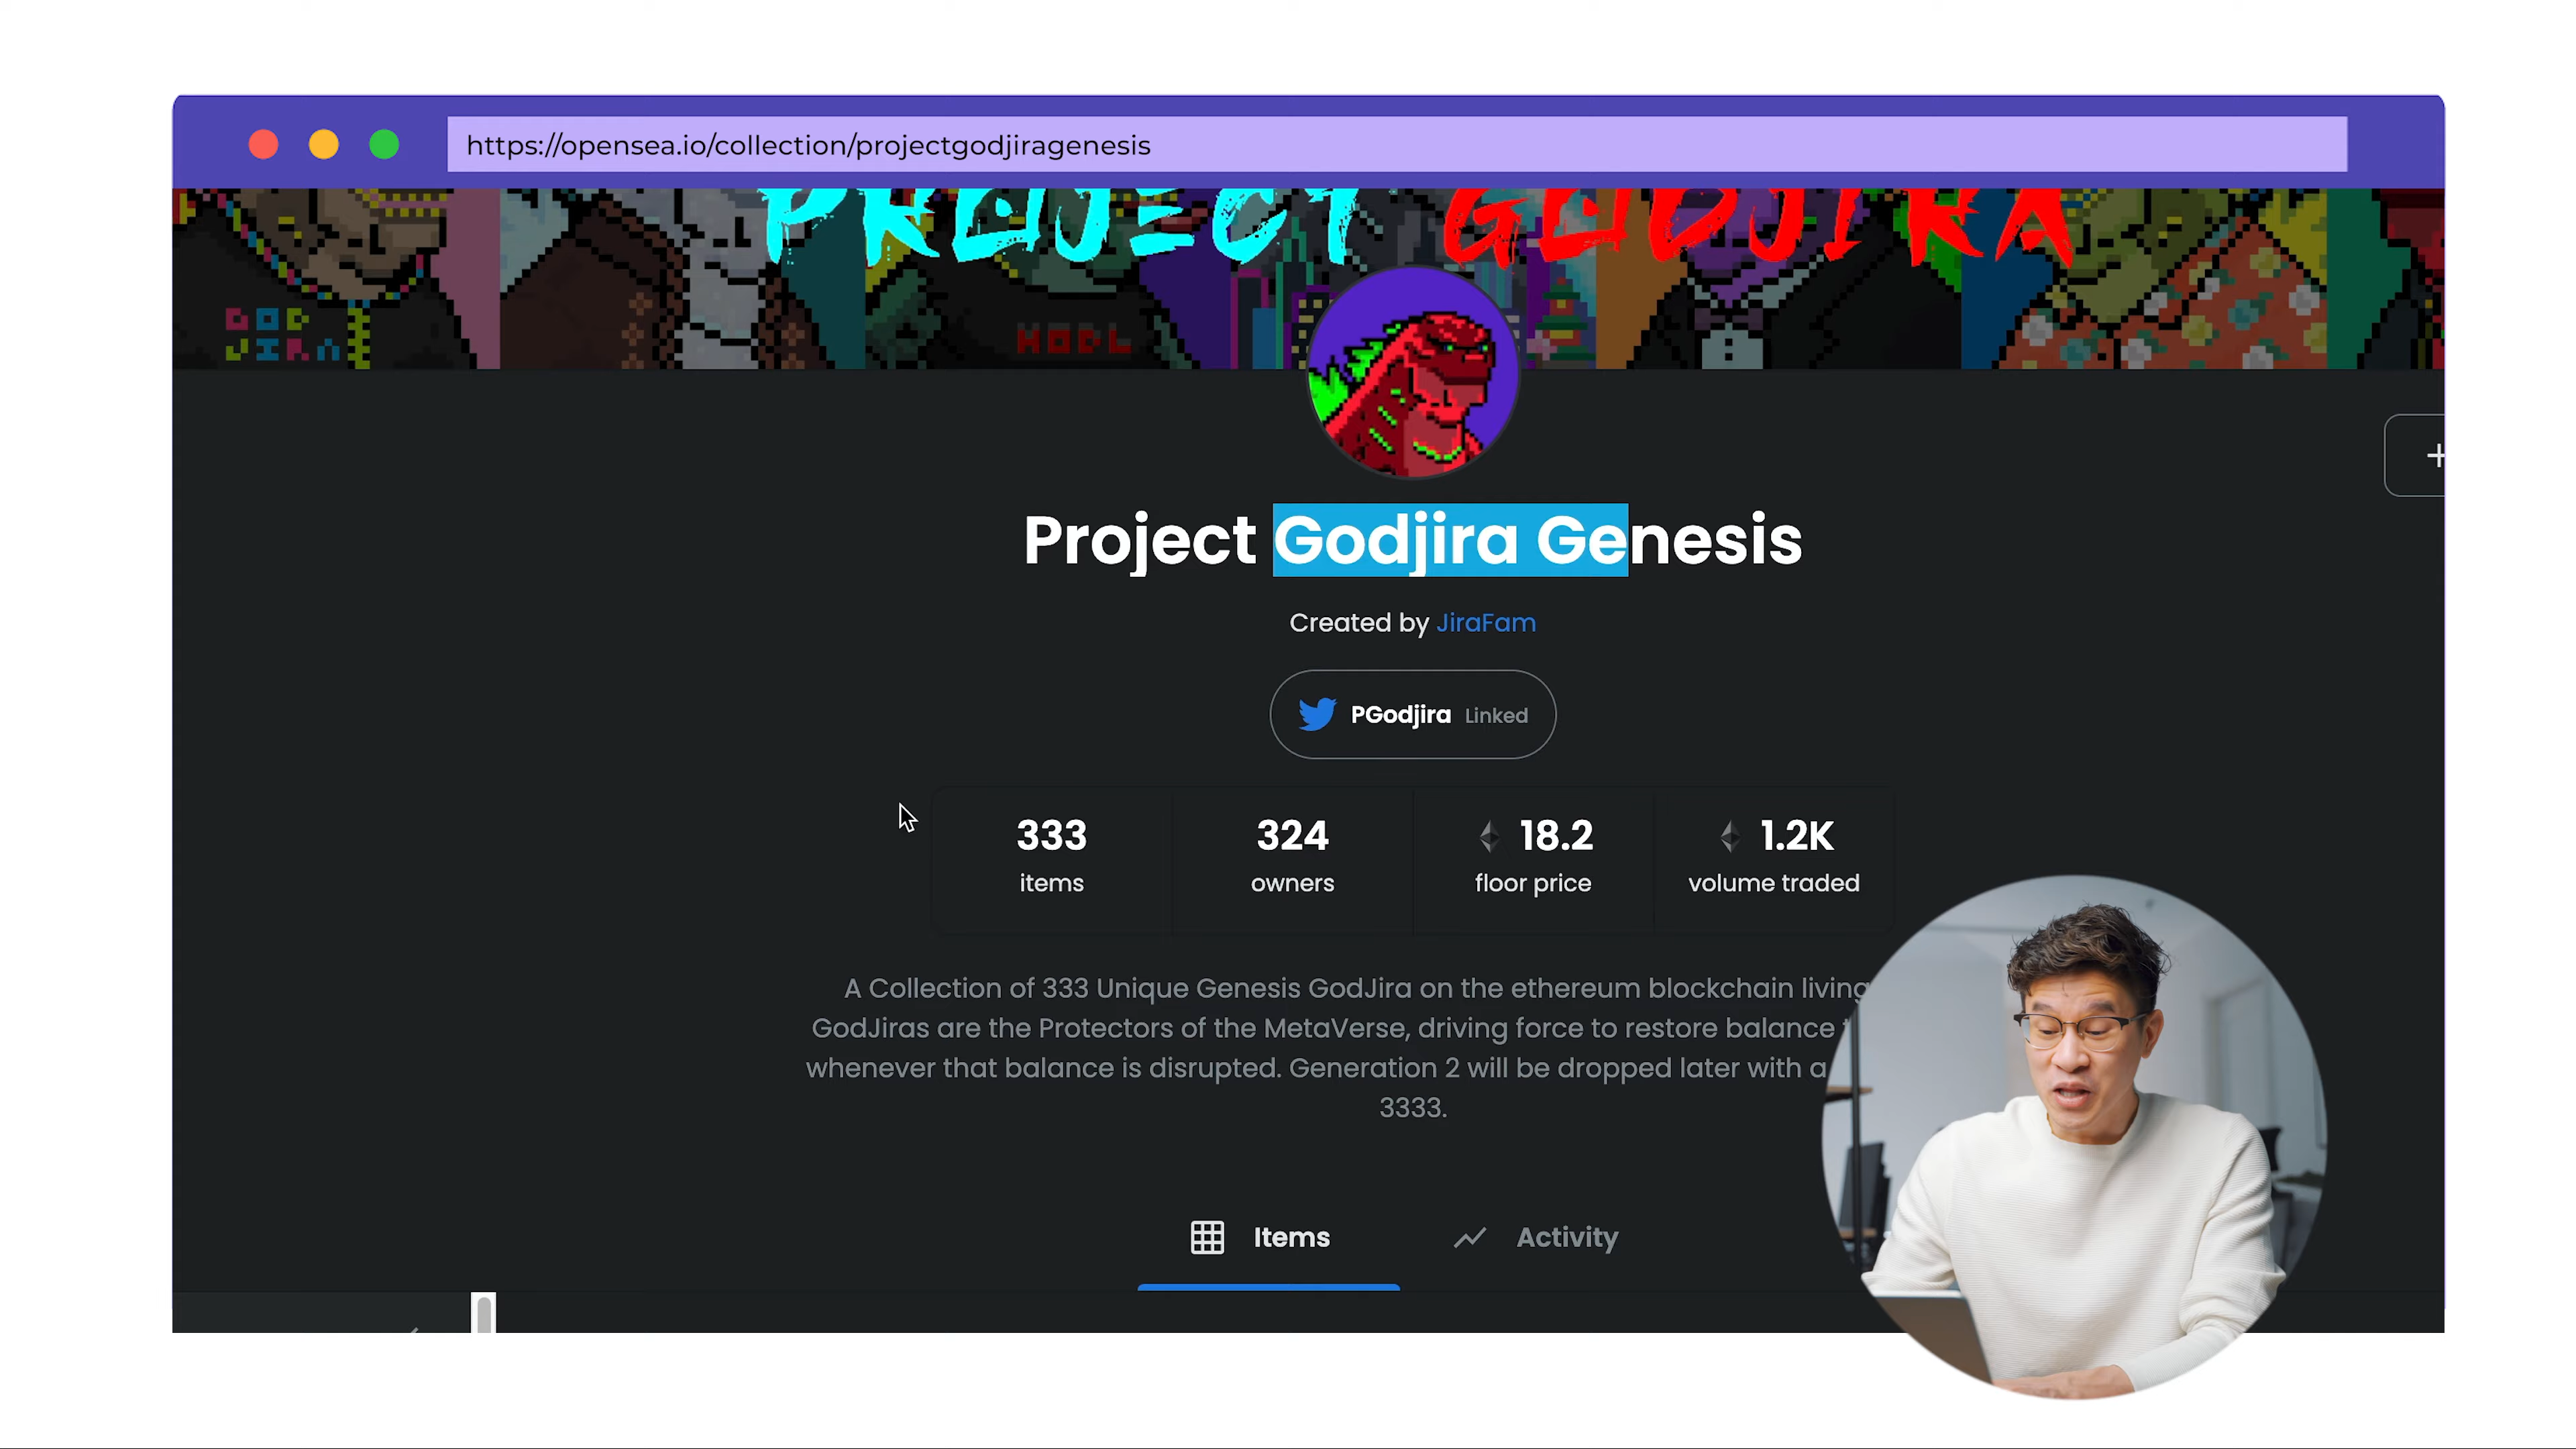 https://opensea.io/collection/projectgodjiragenesis
PROJECT GODJIRA
GOD
JIRA
HODL
Project Godjira Genesis
Created by JiraFam
PGodjira Linked
333
items
324
owners
18.2
floor price
1.2K
volume traded
A Collection of 333 Unique Genesis GodJira on the ethereum blockchain living
GodJiras are the Protectors of the MetaVerse, driving force to restore balance
whenever that balance is disrupted. Generation 2 will be dropped later with a
3333.
Items
Activity